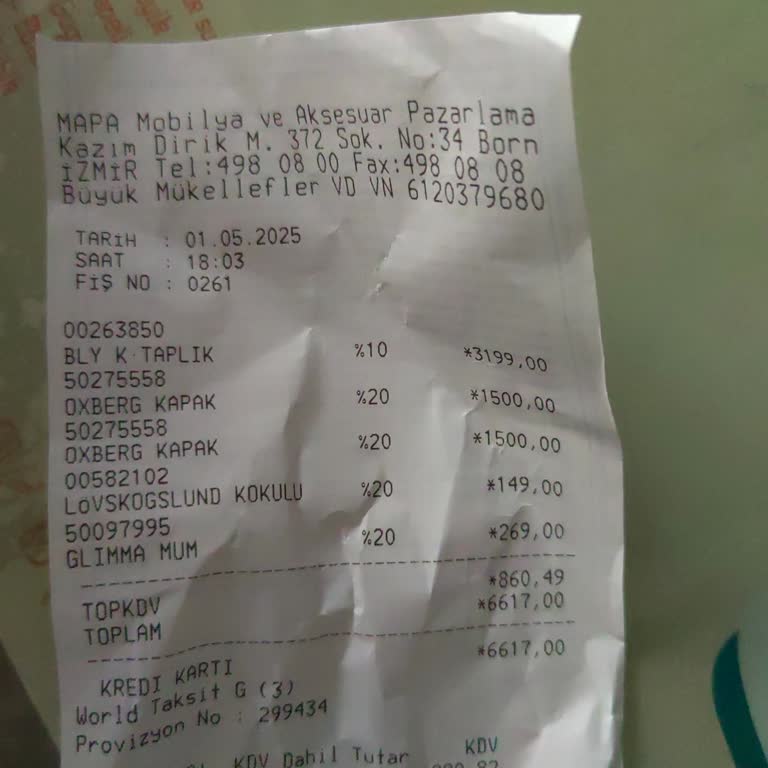 MAPA Mobilya ve Aksesuar Pazarlama
Kazım Dirik M. 372 Sok. No:34 Born
İZMİR Tel:498 08 00 Fax:498 08 08
Büyük Mükellefler VD VN 6120379680
TARİH : 01.05.2025
SAAT : 18:03
FİŞ NO : 0261
00263850
BLY K TAPLIK %10 *3199,00
50275558
OXBERG KAPAK %20 *1500,00
50275558
OXBERG KAPAK %20 *1500,00
00582102
LöVSKOGSLUND KOKULU %20 *149,00
50097995
GLIMMA MUM %20 *269,00
TOPKDV *860,49
TOPLAM *6617,00
KREDI KARTI *6617,00
World Taksit G (3)
Provizyon No : 299434
KDV Dahil Tutar KDV